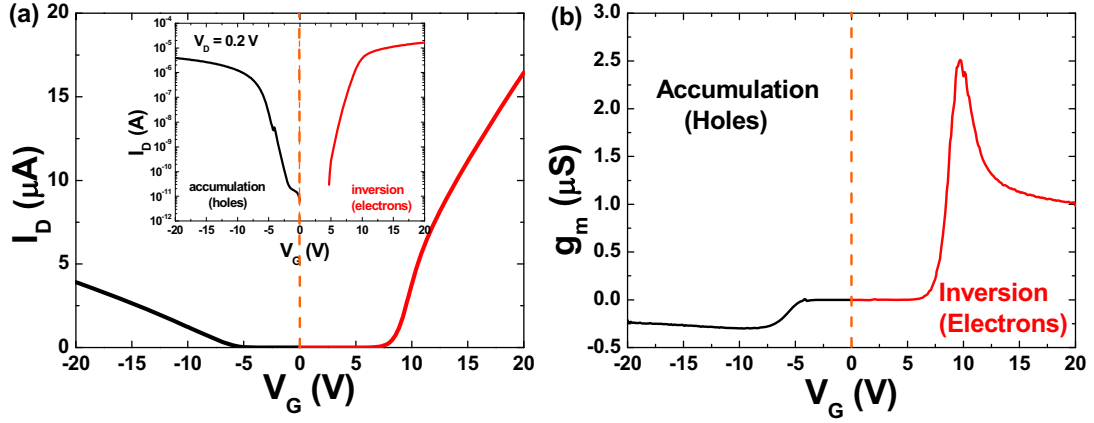 (a)
I_D (μA)
20
15
10
5
0
-20 -15 -10 -5 0 5 10 15 20
V_G (V)
V_D = 0.2 V
I_D (A)
10^-4
10^-5
10^-6
10^-7
10^-8
10^-9
10^-10
10^-11
10^-12
accumulation
(holes)
inversion
(electrons)
-20 -15 -10 -5 0 5 10 15 20
V_G (V)
(b)
g_m (μS)
3.0
2.5
2.0
1.5
1.0
0.5
0.0
-0.5
Accumulation
(Holes)
Inversion
(Electrons)
-20 -15 -10 -5 0 5 10 15 20
V_G (V)